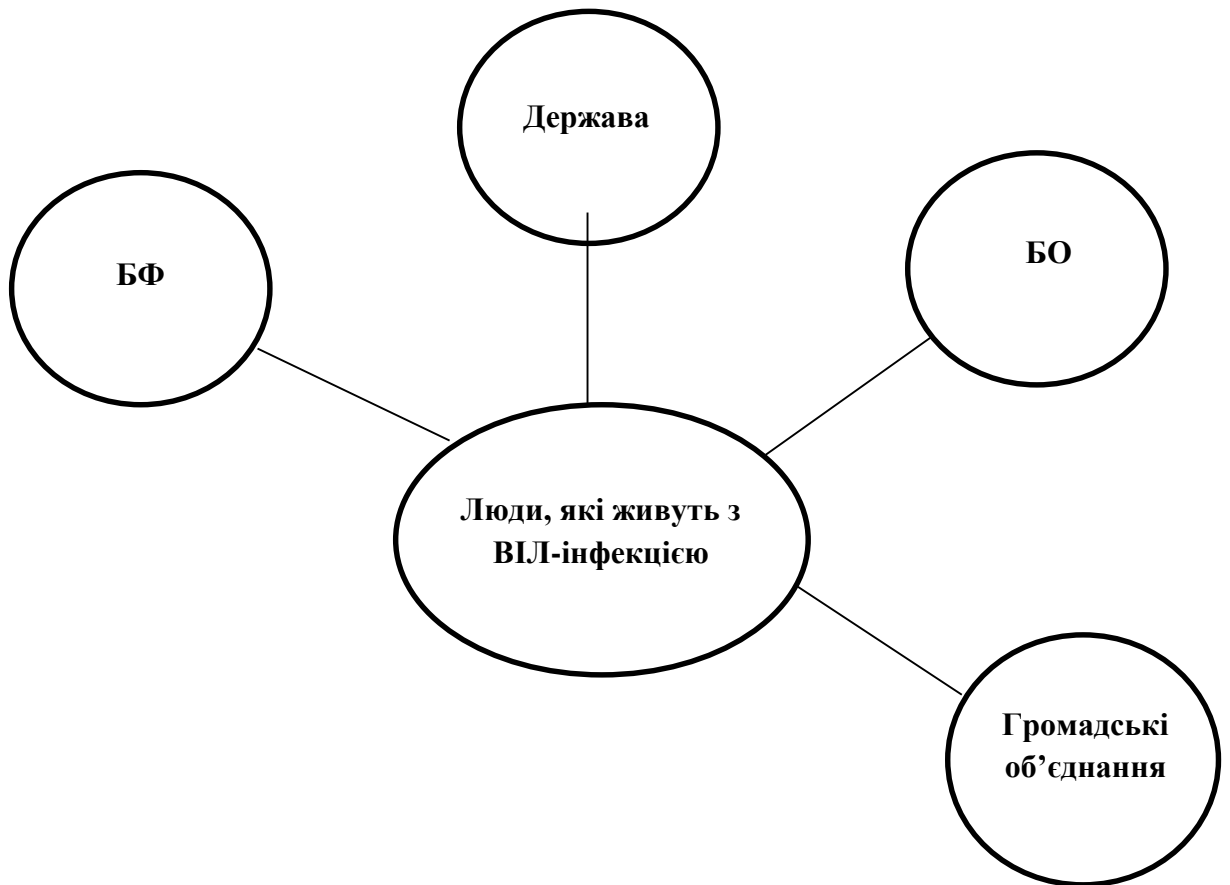 Держава
БФ
БО
Люди, які живуть з
ВІЛ-інфекцією
Громадські
об’єднання